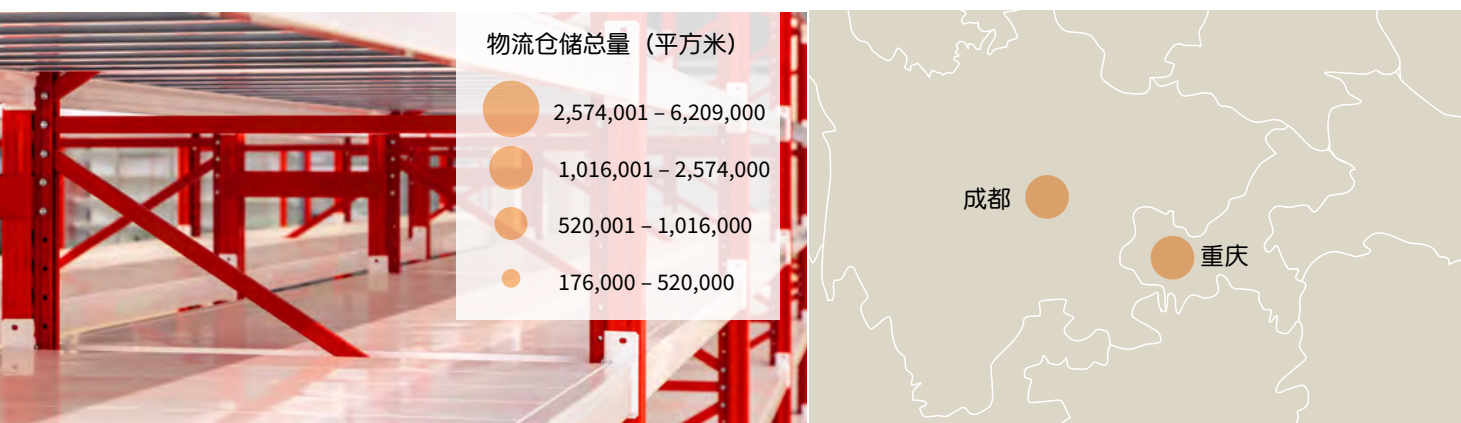 物流仓储总量（平方米）
2,574,001 – 6,209,000
1,016,001 – 2,574,000
520,001 – 1,016,000
176,000 – 520,000
成都
重庆